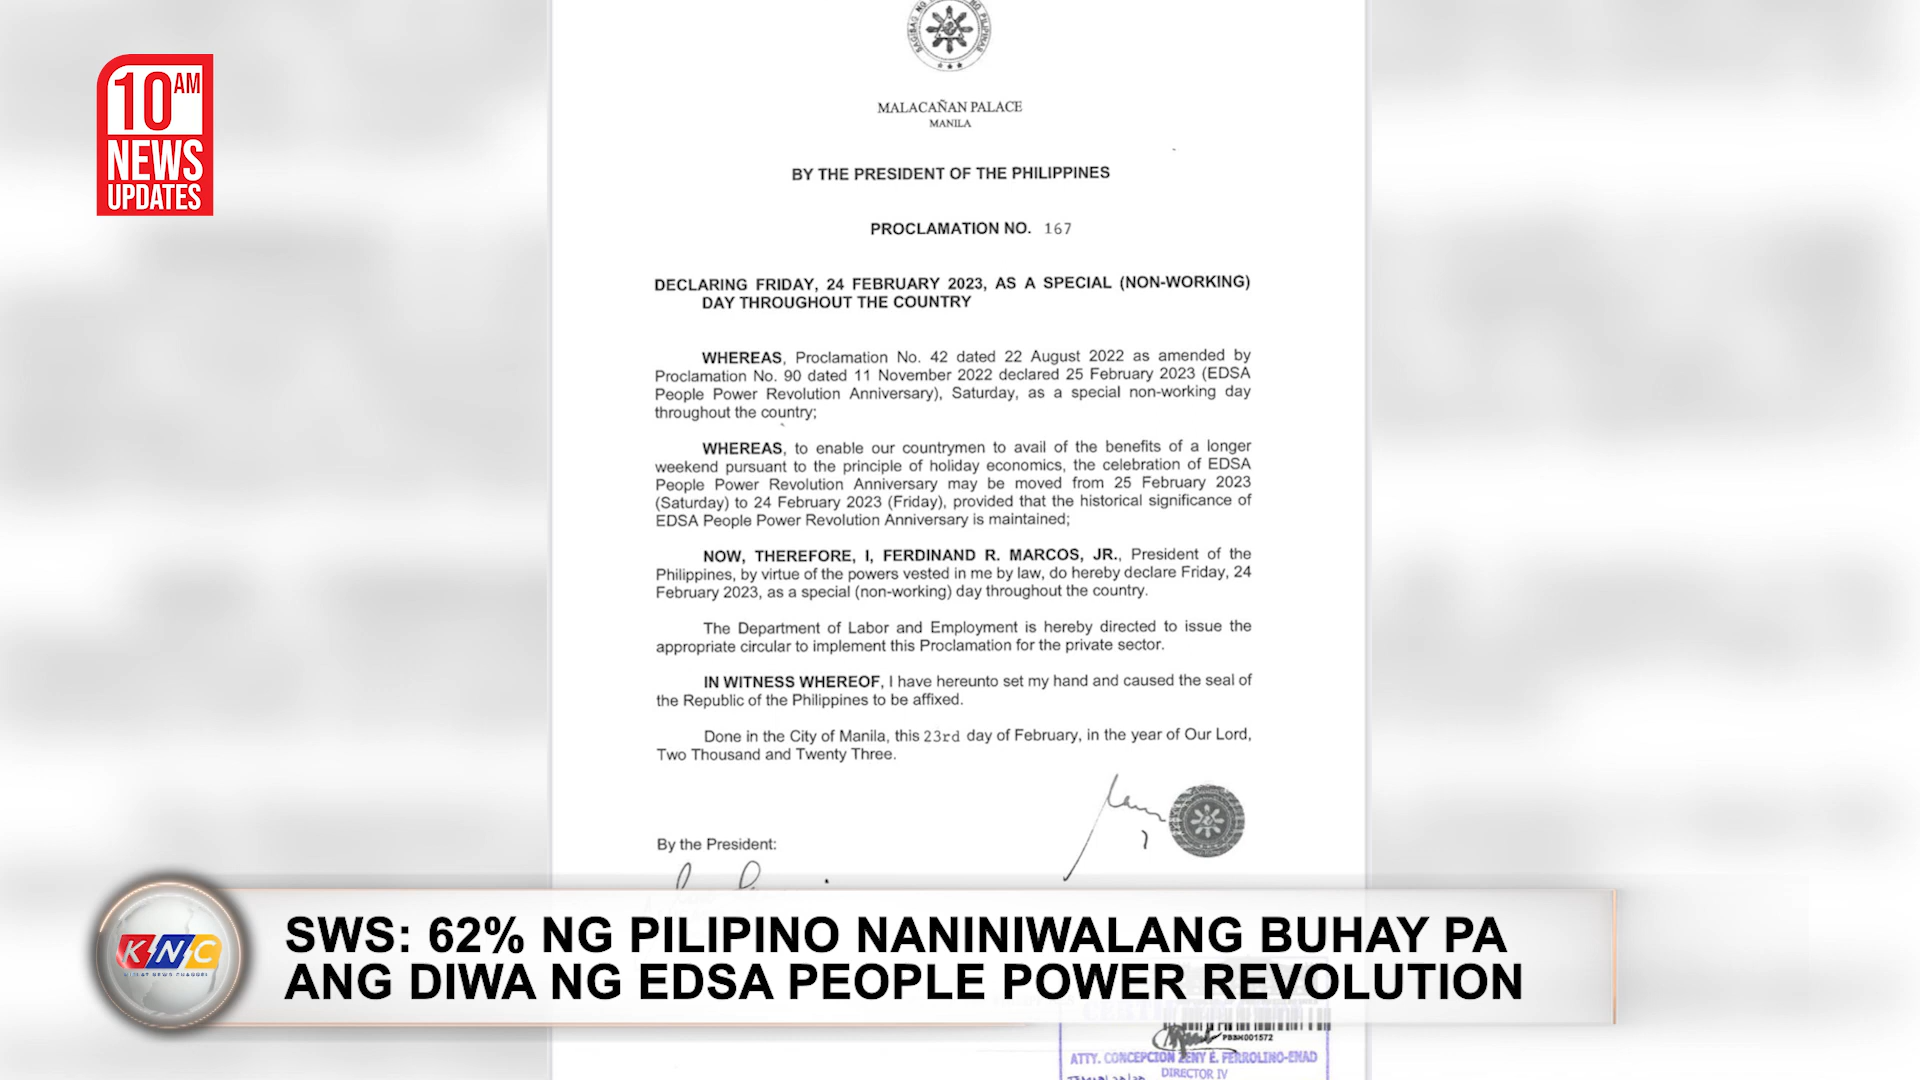 10 AM
NEWS
UPDATES
MALACAÑAN PALACE
MANILA
BY THE PRESIDENT OF THE PHILIPPINES
PROCLAMATION NO. 167
DECLARING FRIDAY, 24 FEBRUARY 2023, AS A SPECIAL (NON-WORKING)
DAY THROUGHOUT THE COUNTRY
WHEREAS, Proclamation No. 42 dated 22 August 2022 as amended by
Proclamation No. 90 dated 11 November 2022 declared 25 February 2023 (EDSA
People Power Revolution Anniversary), Saturday, as a special non-working day
throughout the country;
WHEREAS, to enable our countrymen to avail of the benefits of a longer
weekend pursuant to the principle of holiday economics, the celebration of EDSA
People Power Revolution Anniversary may be moved from 25 February 2023
(Saturday) to 24 February 2023 (Friday), provided that the historical significance of
EDSA People Power Revolution Anniversary is maintained;
NOW, THEREFORE, I, FERDINAND R. MARCOS, JR., President of the
Philippines, by virtue of the powers vested in me by law, do hereby declare Friday, 24
February 2023, as a special (non-working) day throughout the country.
The Department of Labor and Employment is hereby directed to issue the
appropriate circular to implement this Proclamation for the private sector.
IN WITNESS WHEREOF, I have hereunto set my hand and caused the seal of
the Republic of the Philippines to be affixed.
Done in the City of Manila, this 23rd day of February, in the year of Our Lord,
Two Thousand and Twenty Three.
By the President:
KNC
SWS: 62% NG PILIPINO NANINIWALANG BUHAY PA
ANG DIWA NG EDSA PEOPLE POWER REVOLUTION
PBBM001572
ATTY. CONCEPCION ZENY E. FERROLINO-ENAD
DIRECTOR IV